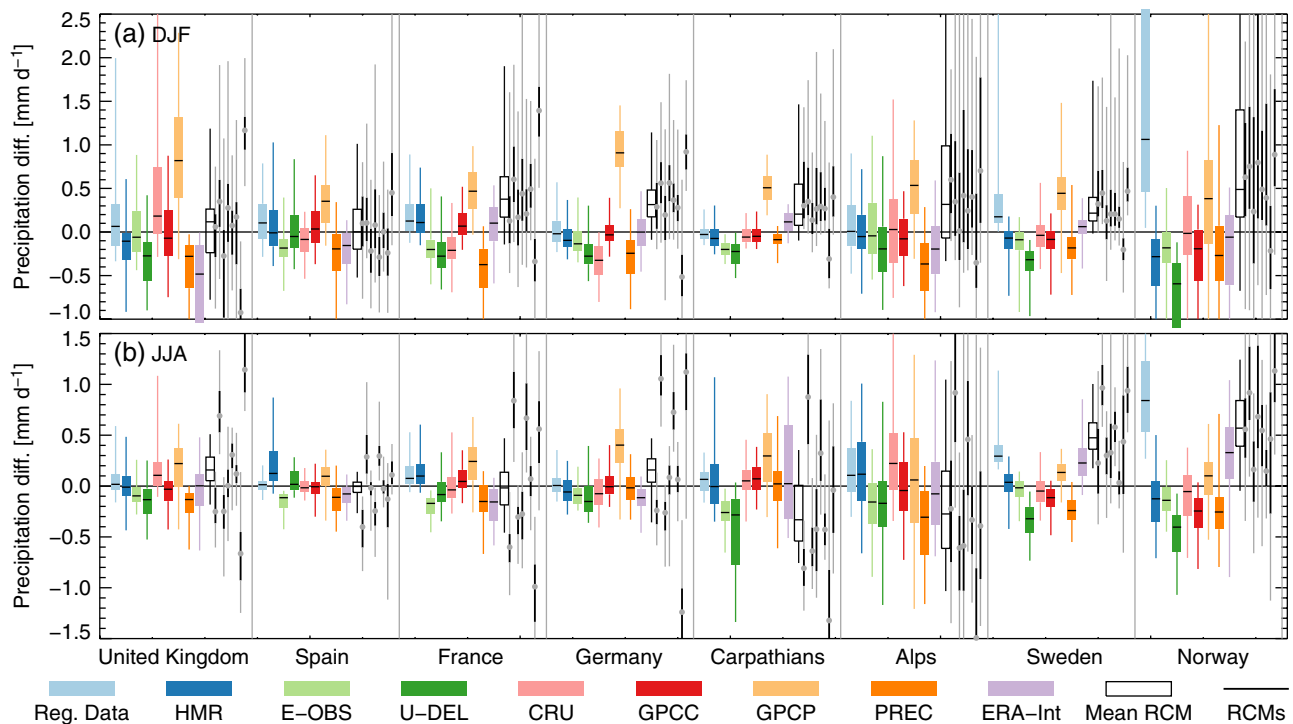 (a) DJF
Precipitation diff. [mm d⁻¹]
2.5
2.0
1.5
1.0
0.5
0.0
−0.5
−1.0
(b) JJA
Precipitation diff. [mm d⁻¹]
1.5
1.0
0.5
0.0
−0.5
−1.0
−1.5
United Kingdom Spain France Germany Carpathians Alps Sweden Norway
Reg. Data HMR E−OBS U−DEL CRU GPCC GPCP PREC ERA−Int Mean RCM RCMs